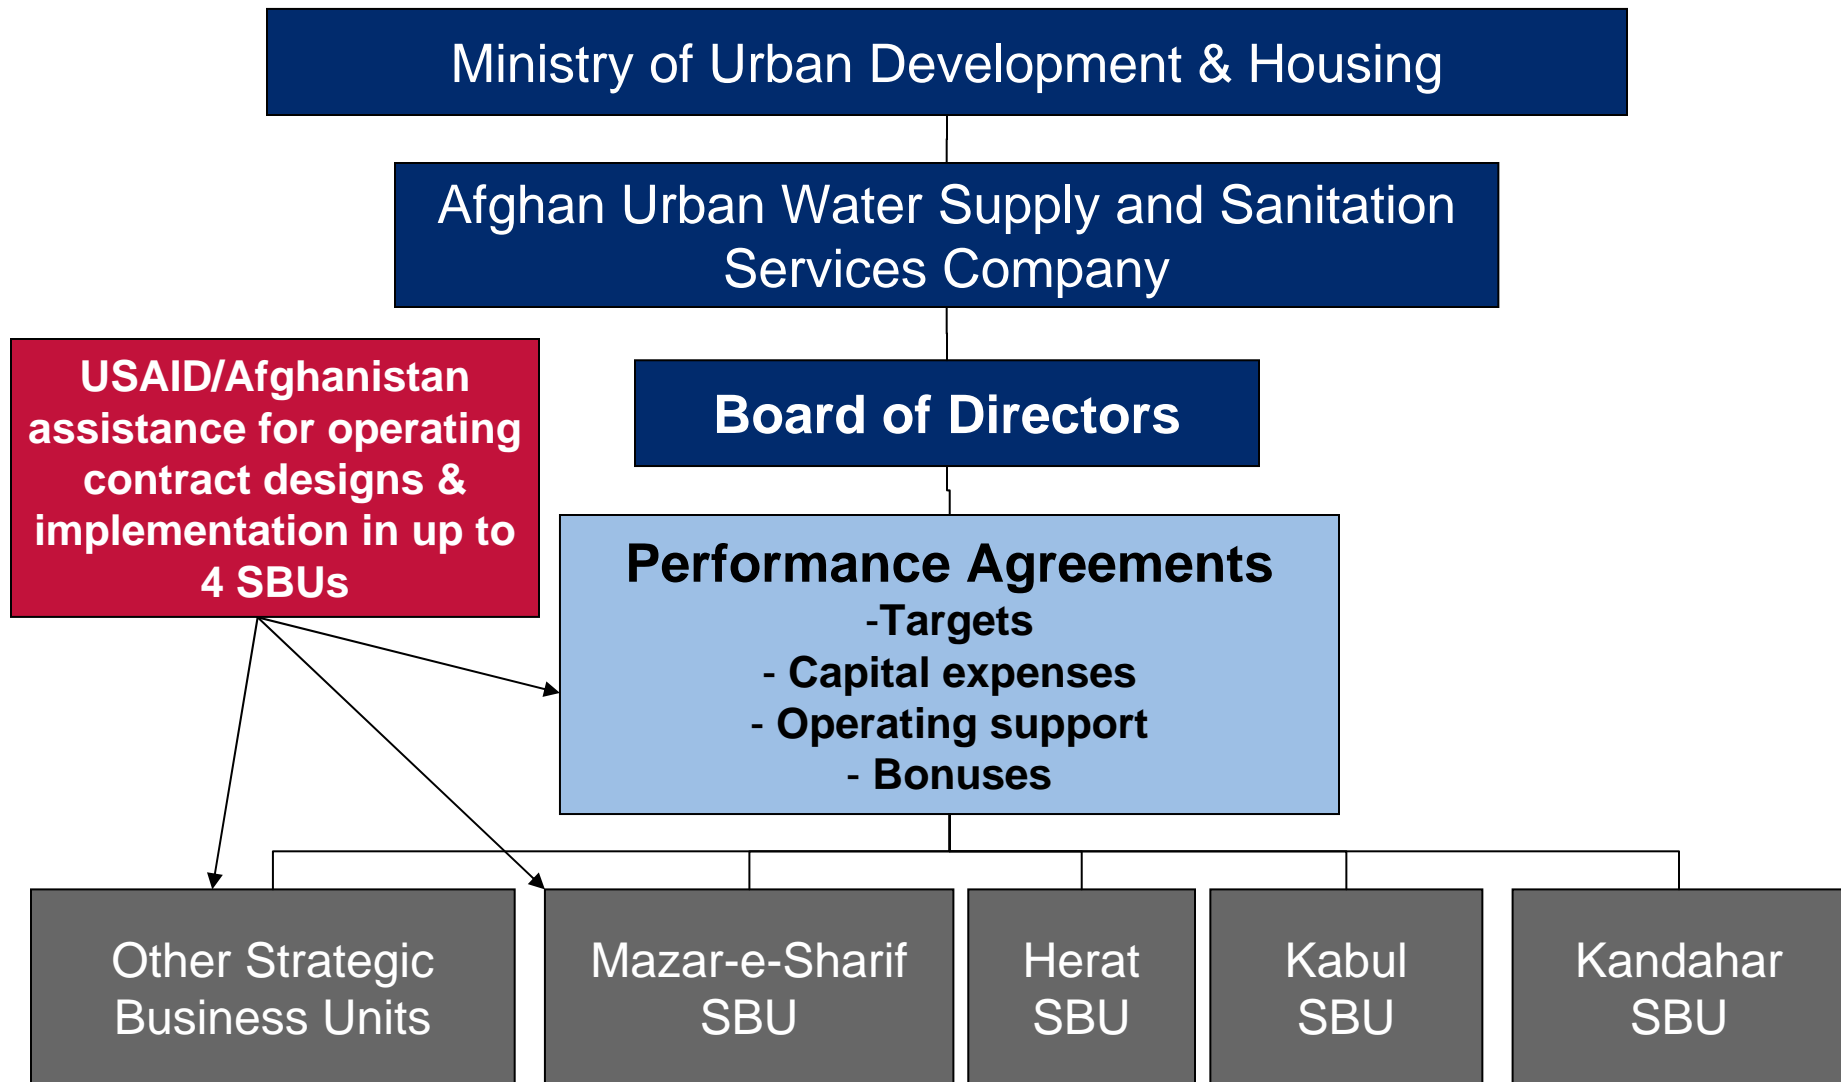 Ministry of Urban Development & Housing
Afghan Urban Water Supply and Sanitation
Services Company
USAID/Afghanistan
assistance for operating
contract designs &
implementation in up to
4 SBUs
Board of Directors
Performance Agreements
-Targets
- Capital expenses
- Operating support
- Bonuses
Other Strategic
Business Units
Mazar-e-Sharif
SBU
Herat
SBU
Kabul
SBU
Kandahar
SBU